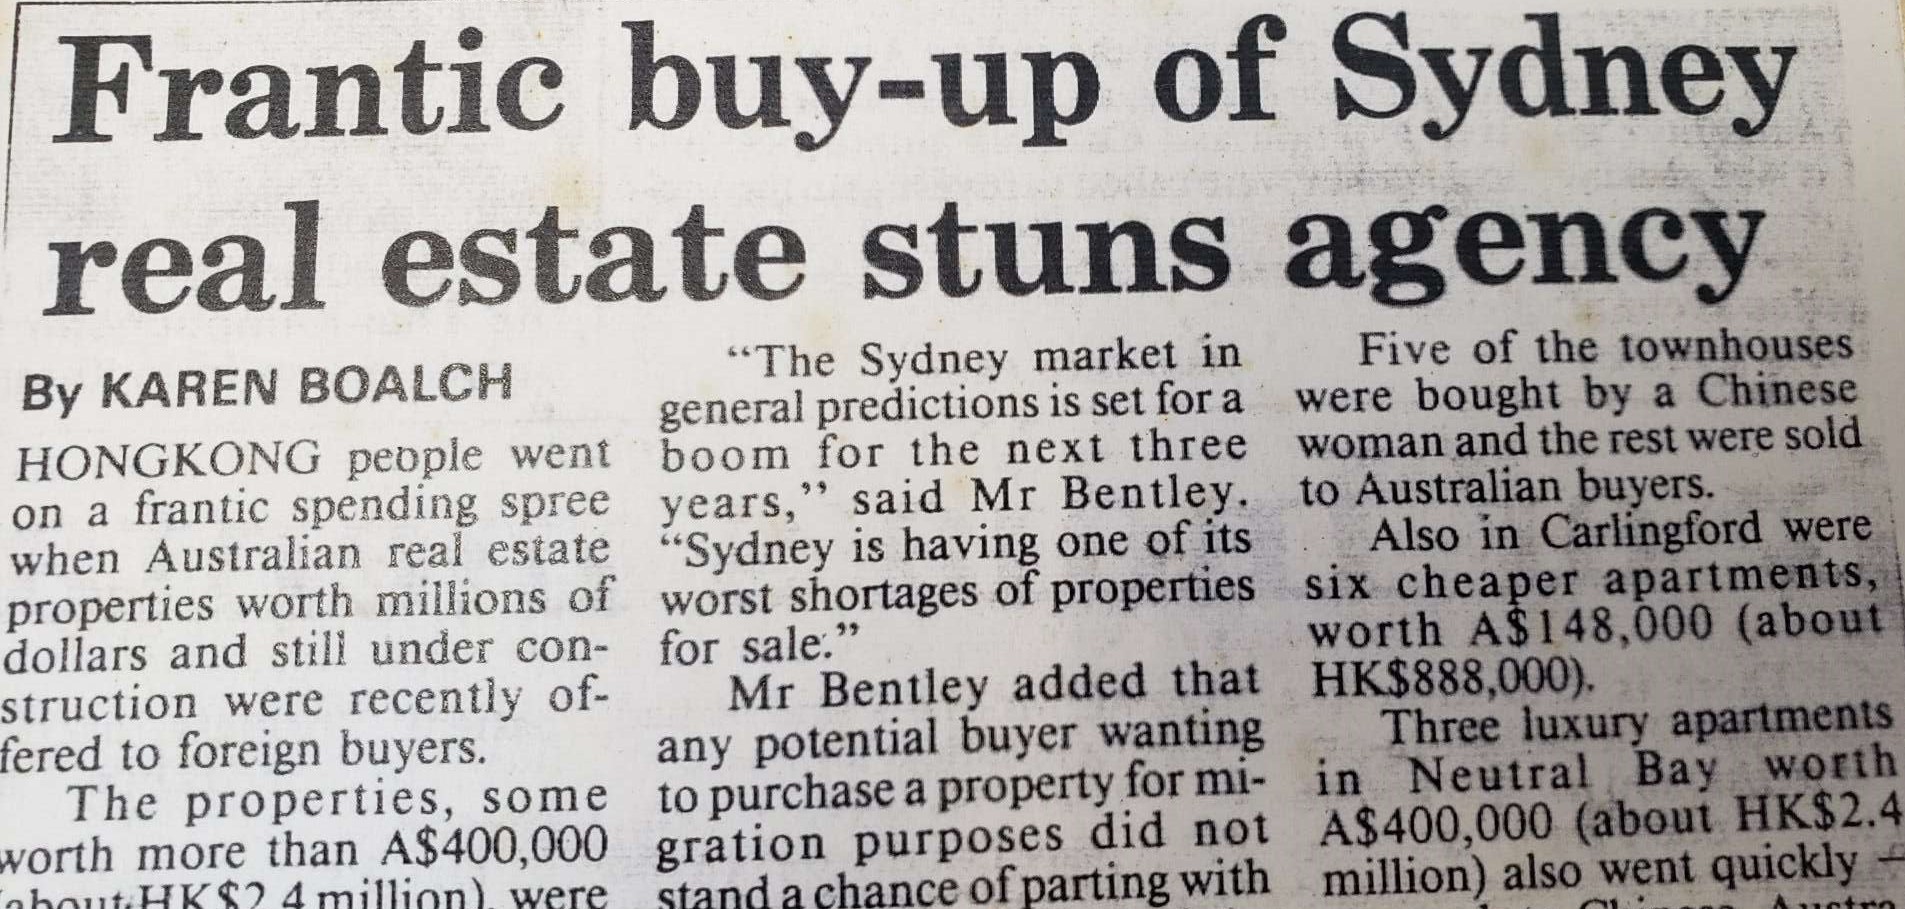 Frantic buy-up of Sydney
real estate stuns agency
By KAREN BOALCH
HONGKONG people went
on a frantic spending spree
when Australian real estate
properties worth millions of
dollars and still under con-
struction were recently of-
fered to foreign buyers.
The properties, some
worth more than A$400,000
(about HK$2.4 million), were
"The Sydney market in
general predictions is set for a
boom for the next three
years," said Mr Bentley.
"Sydney is having one of its
worst shortages of properties
for sale."
Mr Bentley added that
any potential buyer wanting
to purchase a property for mi-
gration purposes did not
stand a chance of parting with
Five of the townhouses
were bought by a Chinese
woman and the rest were sold
to Australian buyers.
Also in Carlingford were
six cheaper apartments,
worth A$148,000 (about
HK$888,000).
Three luxury apartments
in Neutral Bay worth
A$400,000 (about HK$2.4
million) also went quickly —